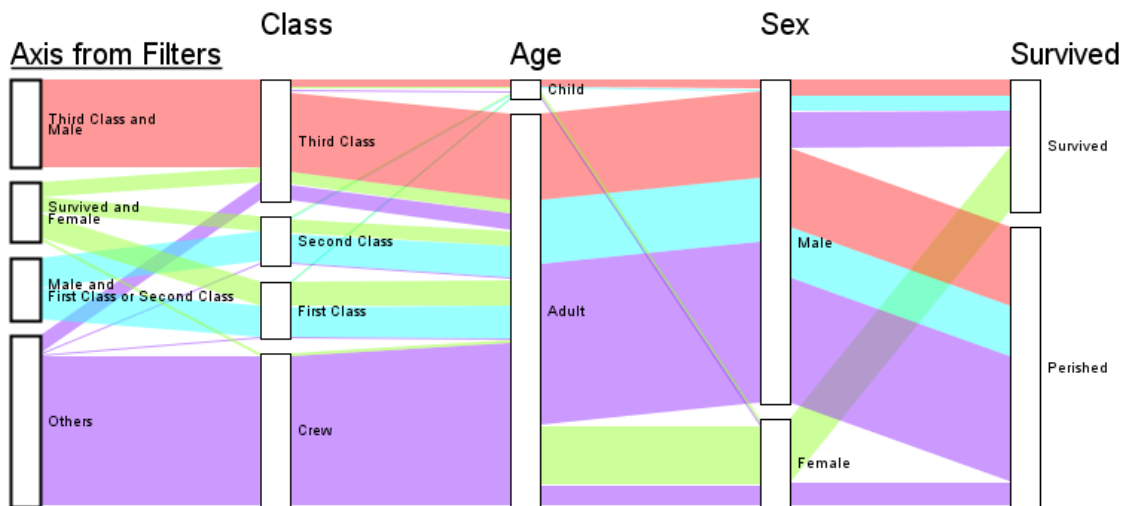 Class
Sex
Axis from Filters
Age
Survived
Child
Third Class and
Male
Third Class
Survived
Survived and
Female
Second Class
Male
Male and
First Class or Second Class
First Class
Adult
Perished
Others
Crew
Female